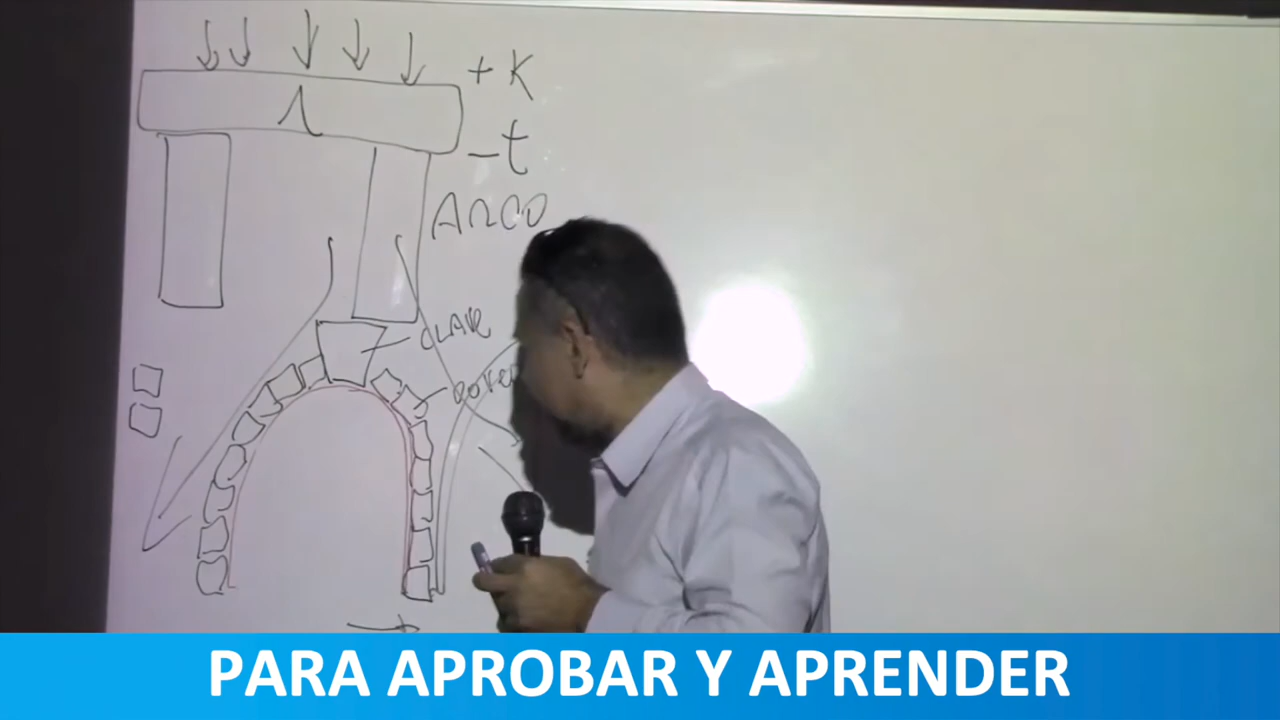 + K
- t
ARCO
CLAVE
PARA APROBAR Y APRENDER